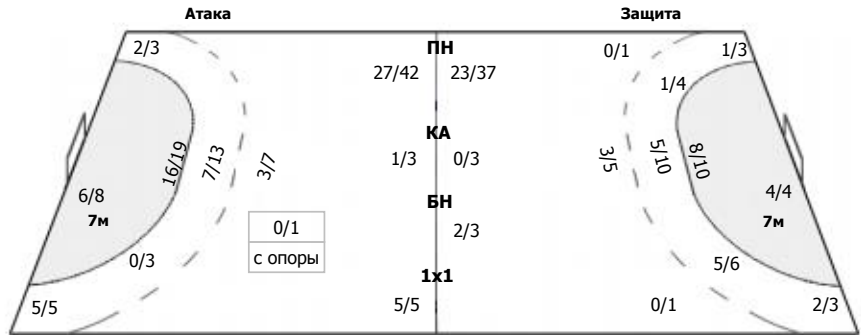 Атака Защита
2/3 ПН 0/1 1/3
27/42 23/37
1/4
КА
16/19 7/13 3/7 1/3 0/3 3/5 5/10 8/10
6/8 БН 4/4
7м 0/1 2/3 7м
0/3 с опоры 5/6
1x1
5/5 5/5 0/1 2/3